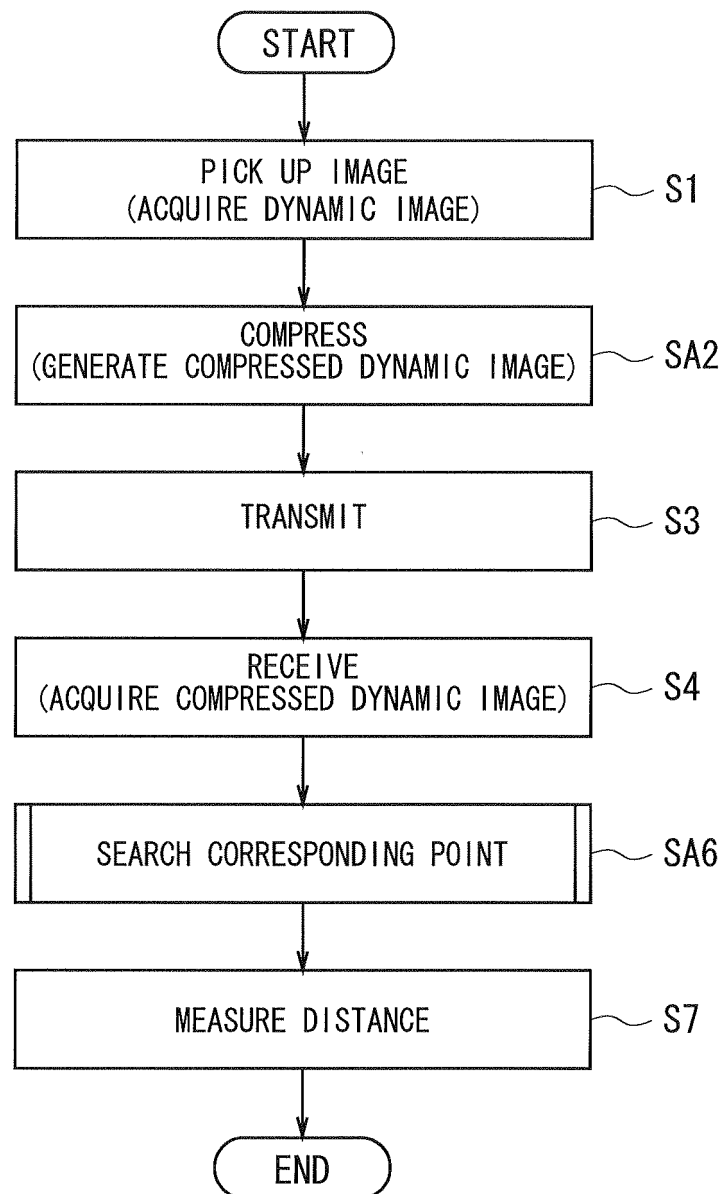 START
PICK UP IMAGE
(ACQUIRE DYNAMIC IMAGE)
S1
COMPRESS
(GENERATE COMPRESSED DYNAMIC IMAGE)
SA2
TRANSMIT
S3
RECEIVE
(ACQUIRE COMPRESSED DYNAMIC IMAGE)
S4
SEARCH CORRESPONDING POINT
SA6
MEASURE DISTANCE
S7
END